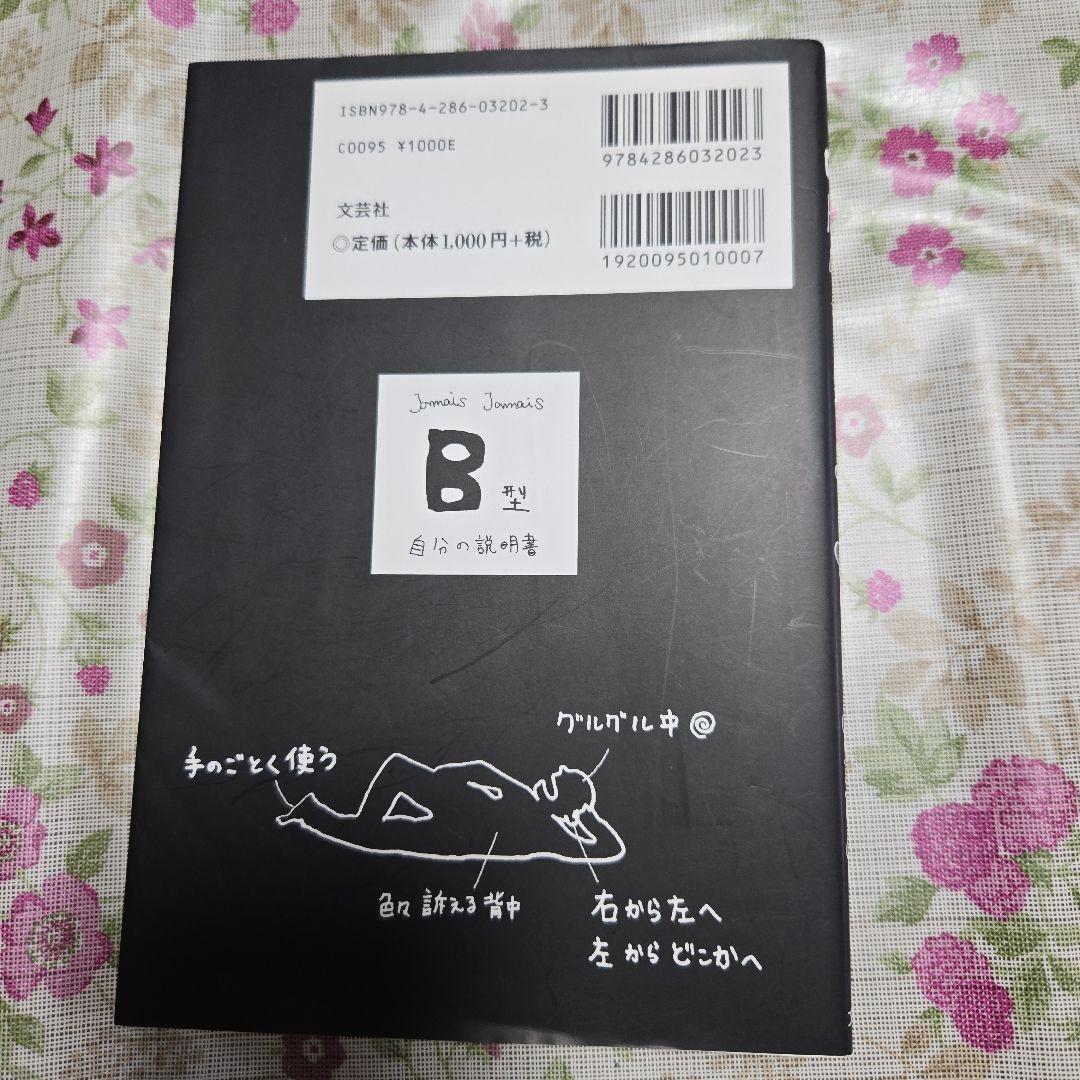 ISBN978-4-286-03202-3
C0095 ¥1000E
文芸社
◎定価(本体1,000円+税)
9784286032023
1920095010007
Jamais Jamais
B型
自分の説明書
グルグル中
手のごとく使う
色々訴える背中
右から左へ
左からどこかへ